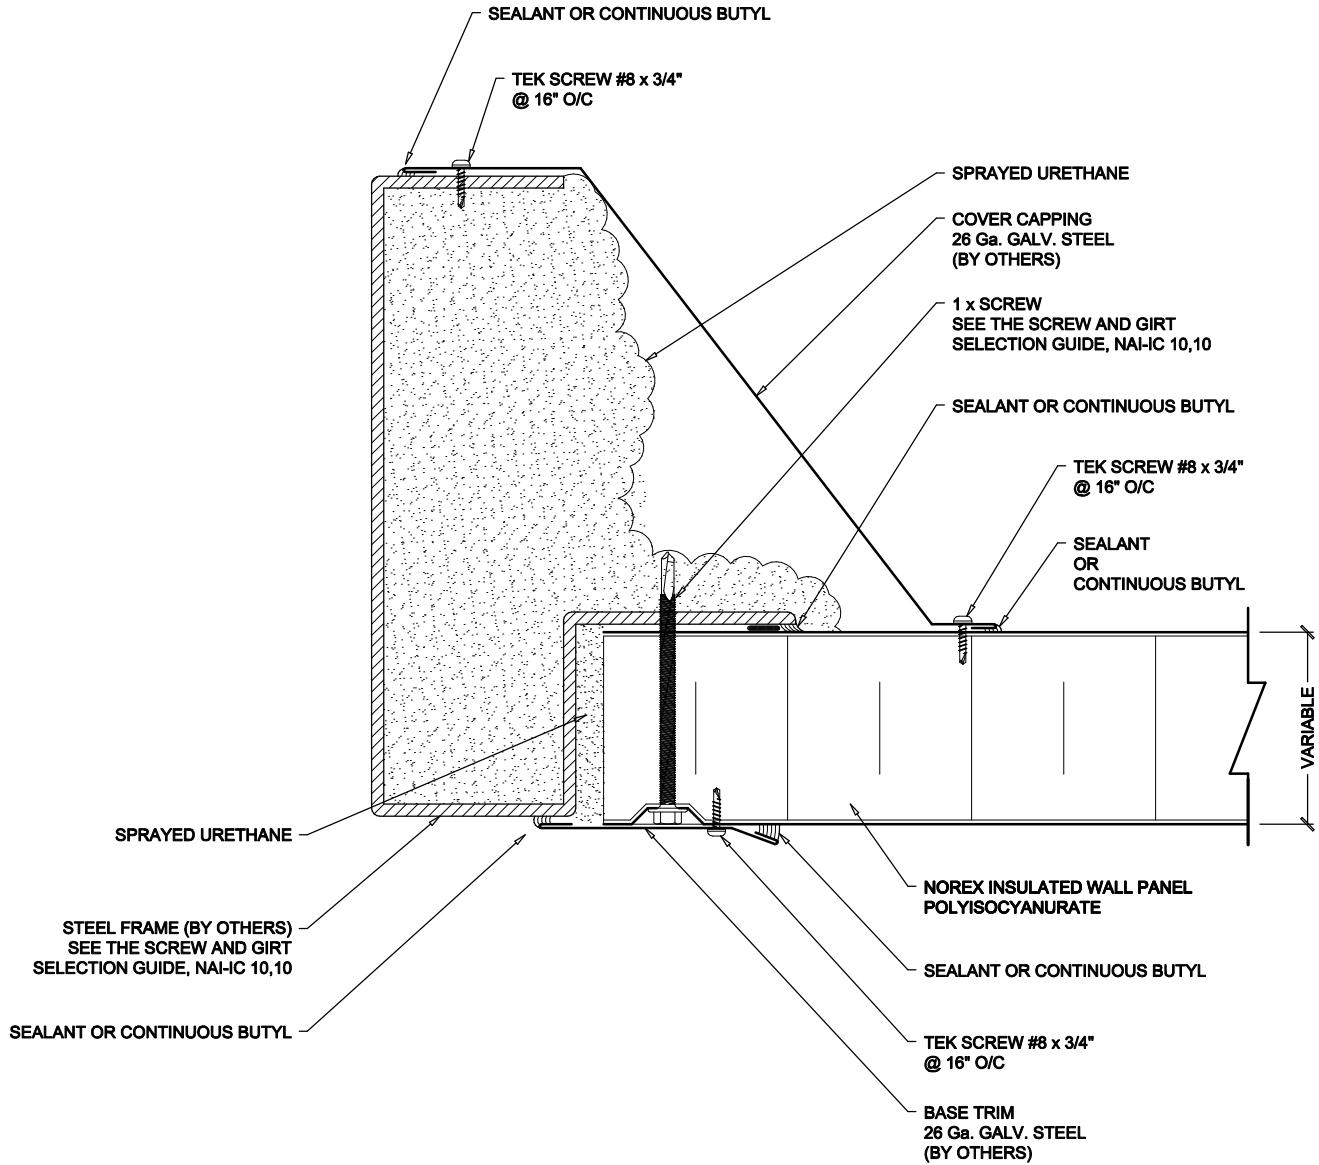 SEALANT OR CONTINUOUS BUTYL
TEK SCREW #8 x 3/4"
@ 16" O/C
SPRAYED URETHANE
COVER CAPPING
26 Ga. GALV. STEEL
(BY OTHERS)
1 x SCREW
SEE THE SCREW AND GIRT
SELECTION GUIDE, NAI-IC 10,10
SEALANT OR CONTINUOUS BUTYL
TEK SCREW #8 x 3/4"
@ 16" O/C
SEALANT
OR
CONTINUOUS BUTYL
VARIABLE
SPRAYED URETHANE
STEEL FRAME (BY OTHERS)
SEE THE SCREW AND GIRT
SELECTION GUIDE, NAI-IC 10,10
SEALANT OR CONTINUOUS BUTYL
NOREX INSULATED WALL PANEL
POLYISOCYANURATE
SEALANT OR CONTINUOUS BUTYL
TEK SCREW #8 x 3/4"
@ 16" O/C
BASE TRIM
26 Ga. GALV. STEEL
(BY OTHERS)